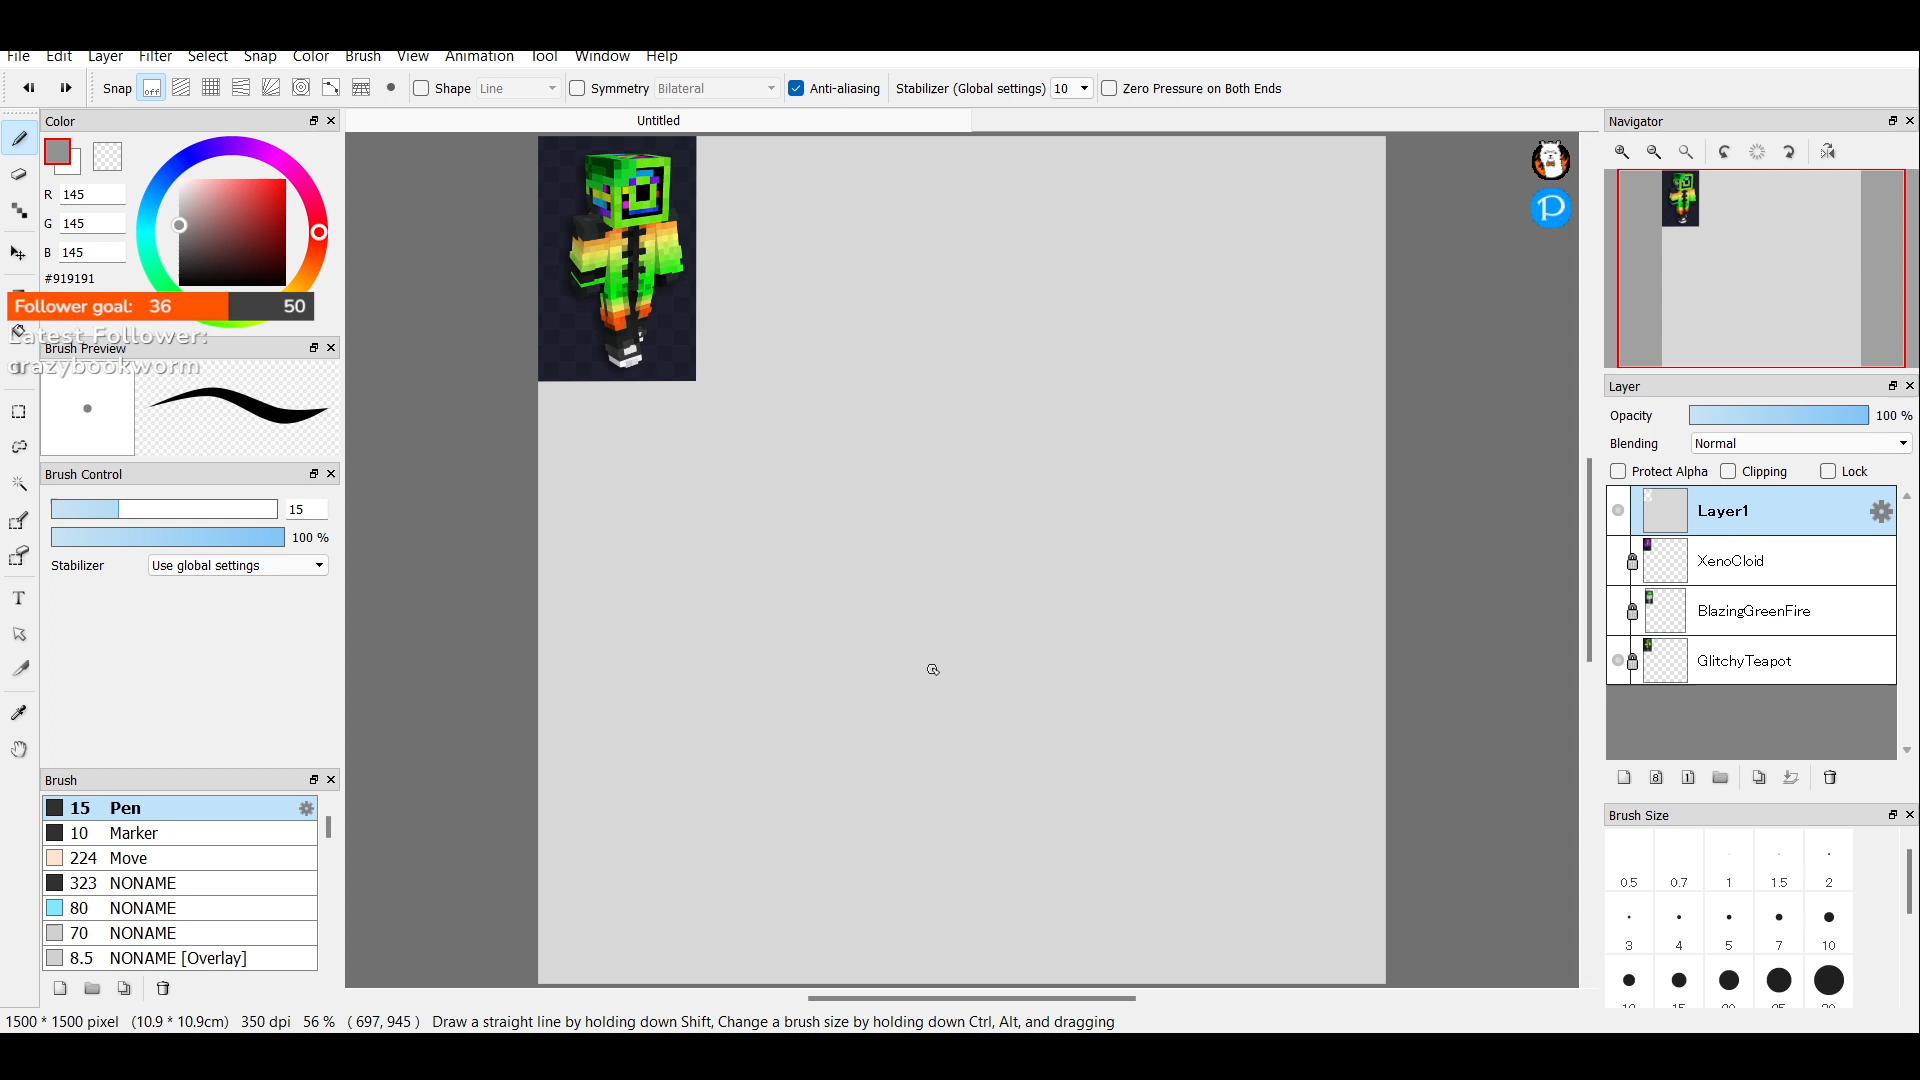 File Edit Layer Filter Select Snap Color Brush View Animation Tool Window Help
Snap off Shape Line Symmetry Bilateral Anti-aliasing Stabilizer (Global settings) 10 Zero Pressure on Both Ends
Color
Untitled
Navigator
R 145
G 145
B 145
#919191
Follower goal: 36 50
Latest Follower:
crazybookworm
Brush Preview
Brush Control
15
100 %
Stabilizer Use global settings
Brush
15 Pen
10 Marker
224 Move
323 NONAME
80 NONAME
70 NONAME
8.5 NONAME [Overlay]
Layer
Opacity 100 %
Blending Normal
Protect Alpha Clipping Lock
Layer1
XenoCloid
BlazingGreenFire
GlitchyTeapot
Brush Size
0.5 0.7 1 1.5 2
3 4 5 7 10
1500 * 1500 pixel (10.9 * 10.9cm) 350 dpi 56 % ( 697, 945 ) Draw a straight line by holding down Shift, Change a brush size by holding down Ctrl, Alt, and dragging